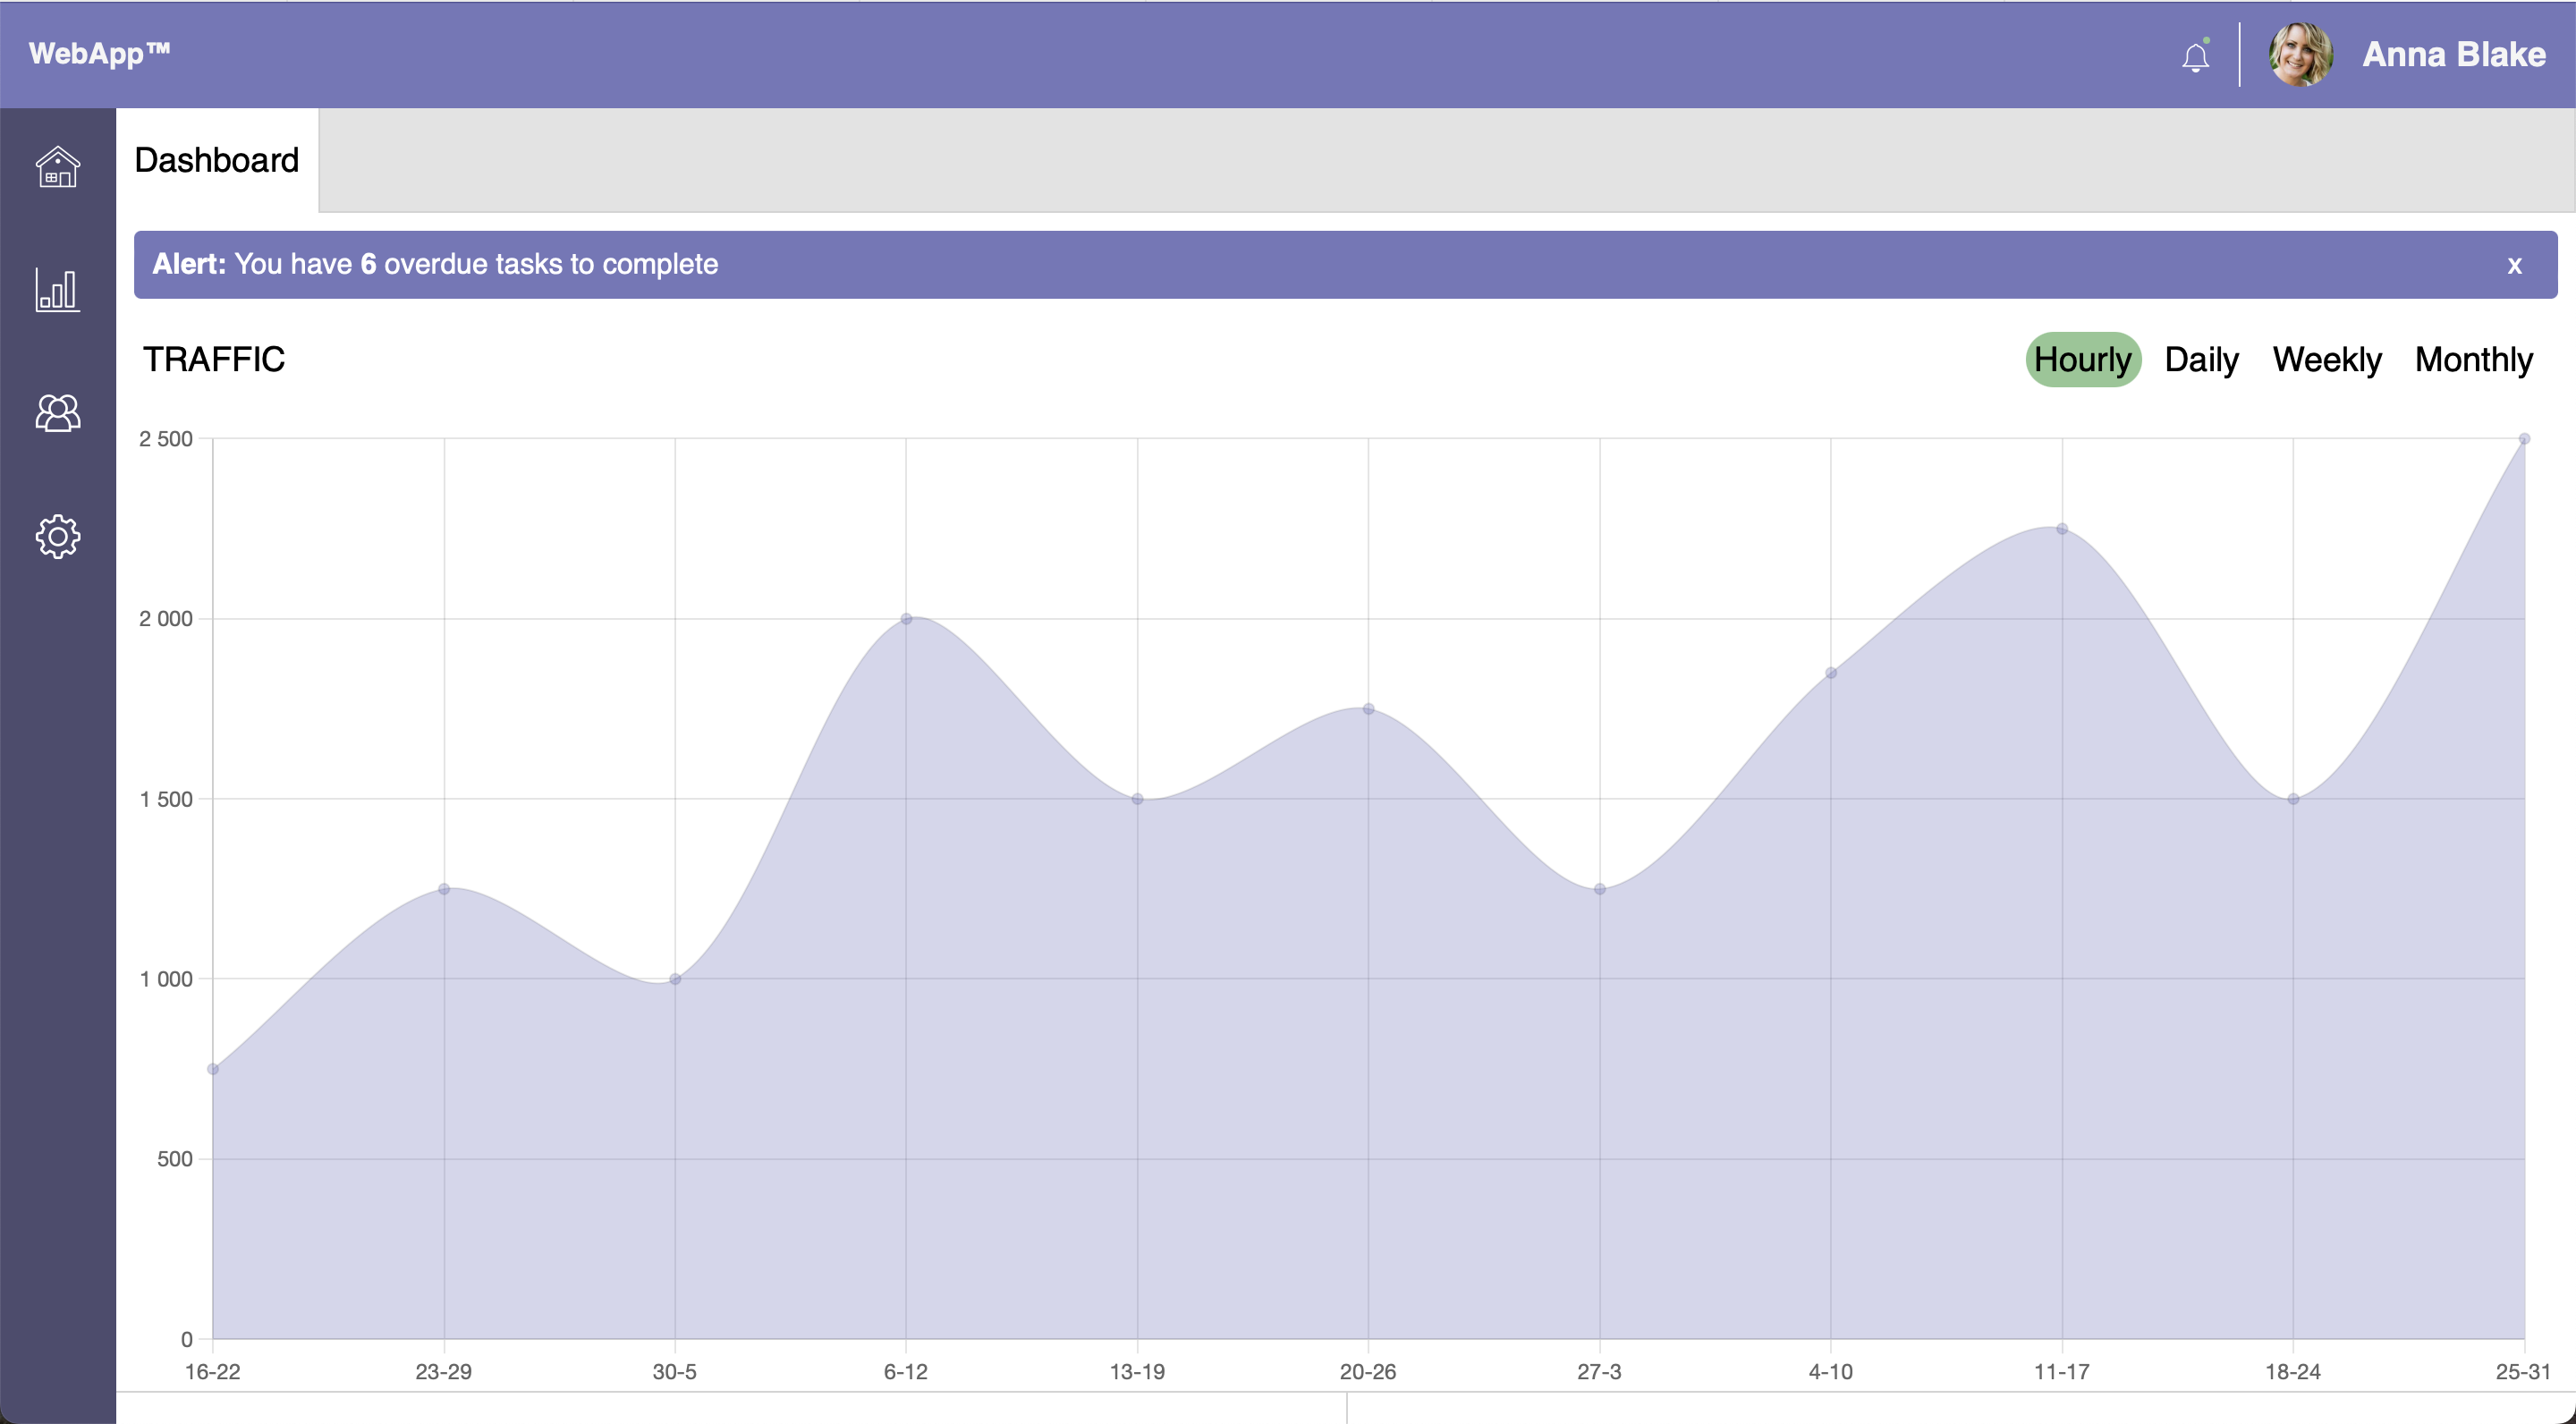 WebApp™
Anna Blake
Dashboard
Alert: You have 6 overdue tasks to complete
x
TRAFFIC
Hourly Daily Weekly Monthly
2 500
2 000
1 500
1 000
500
0
16-22 23-29 30-5 6-12 13-19 20-26 27-3 4-10 11-17 18-24 25-31